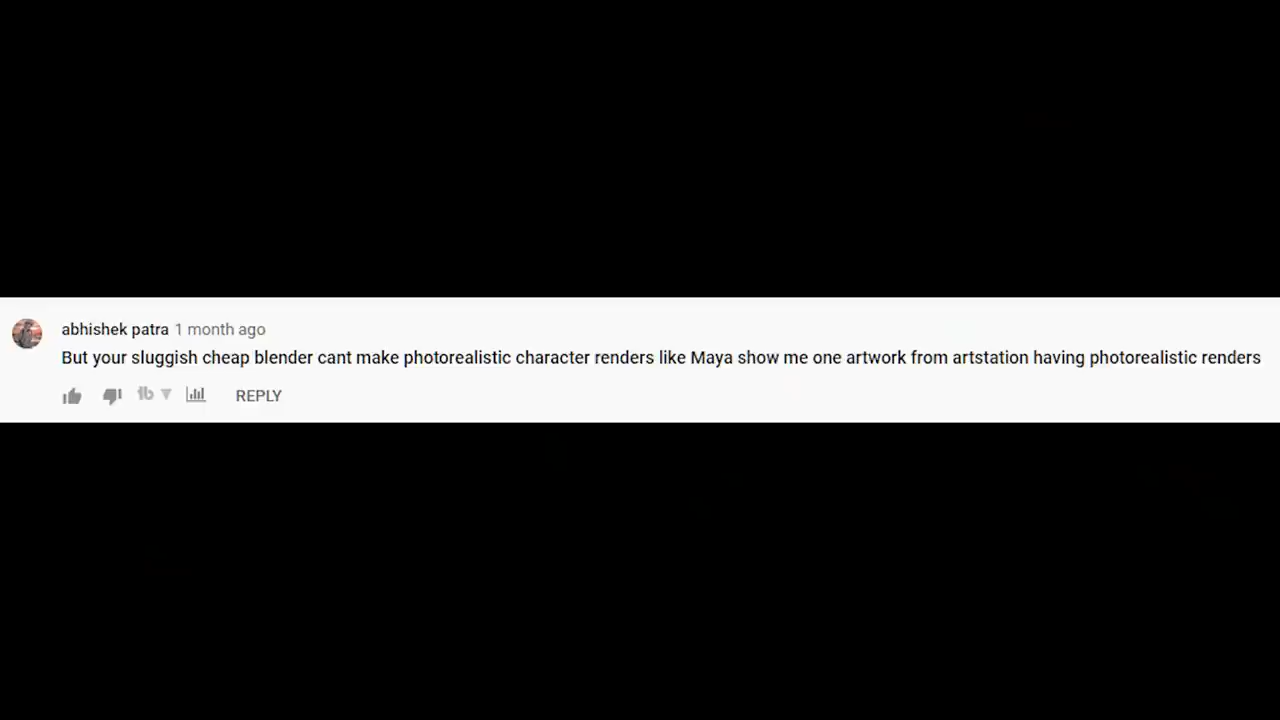 abhishek patra 1 month ago
But your sluggish cheap blender cant make photorealistic character renders like Maya show me one artwork from artstation having photorealistic renders
tb
REPLY